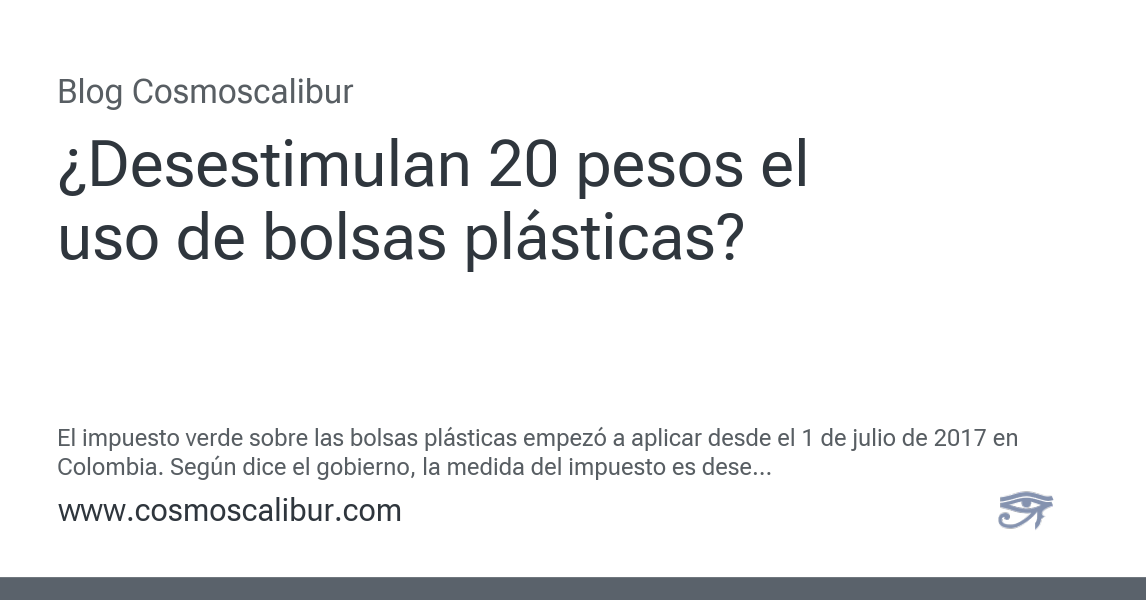 Blog Cosmoscalibur
¿Desestimulan 20 pesos el
uso de bolsas plásticas?
El impuesto verde sobre las bolsas plásticas empezó a aplicar desde el 1 de julio de 2017 en
Colombia. Según dice el gobierno, la medida del impuesto es dese...
www.cosmoscalibur.com